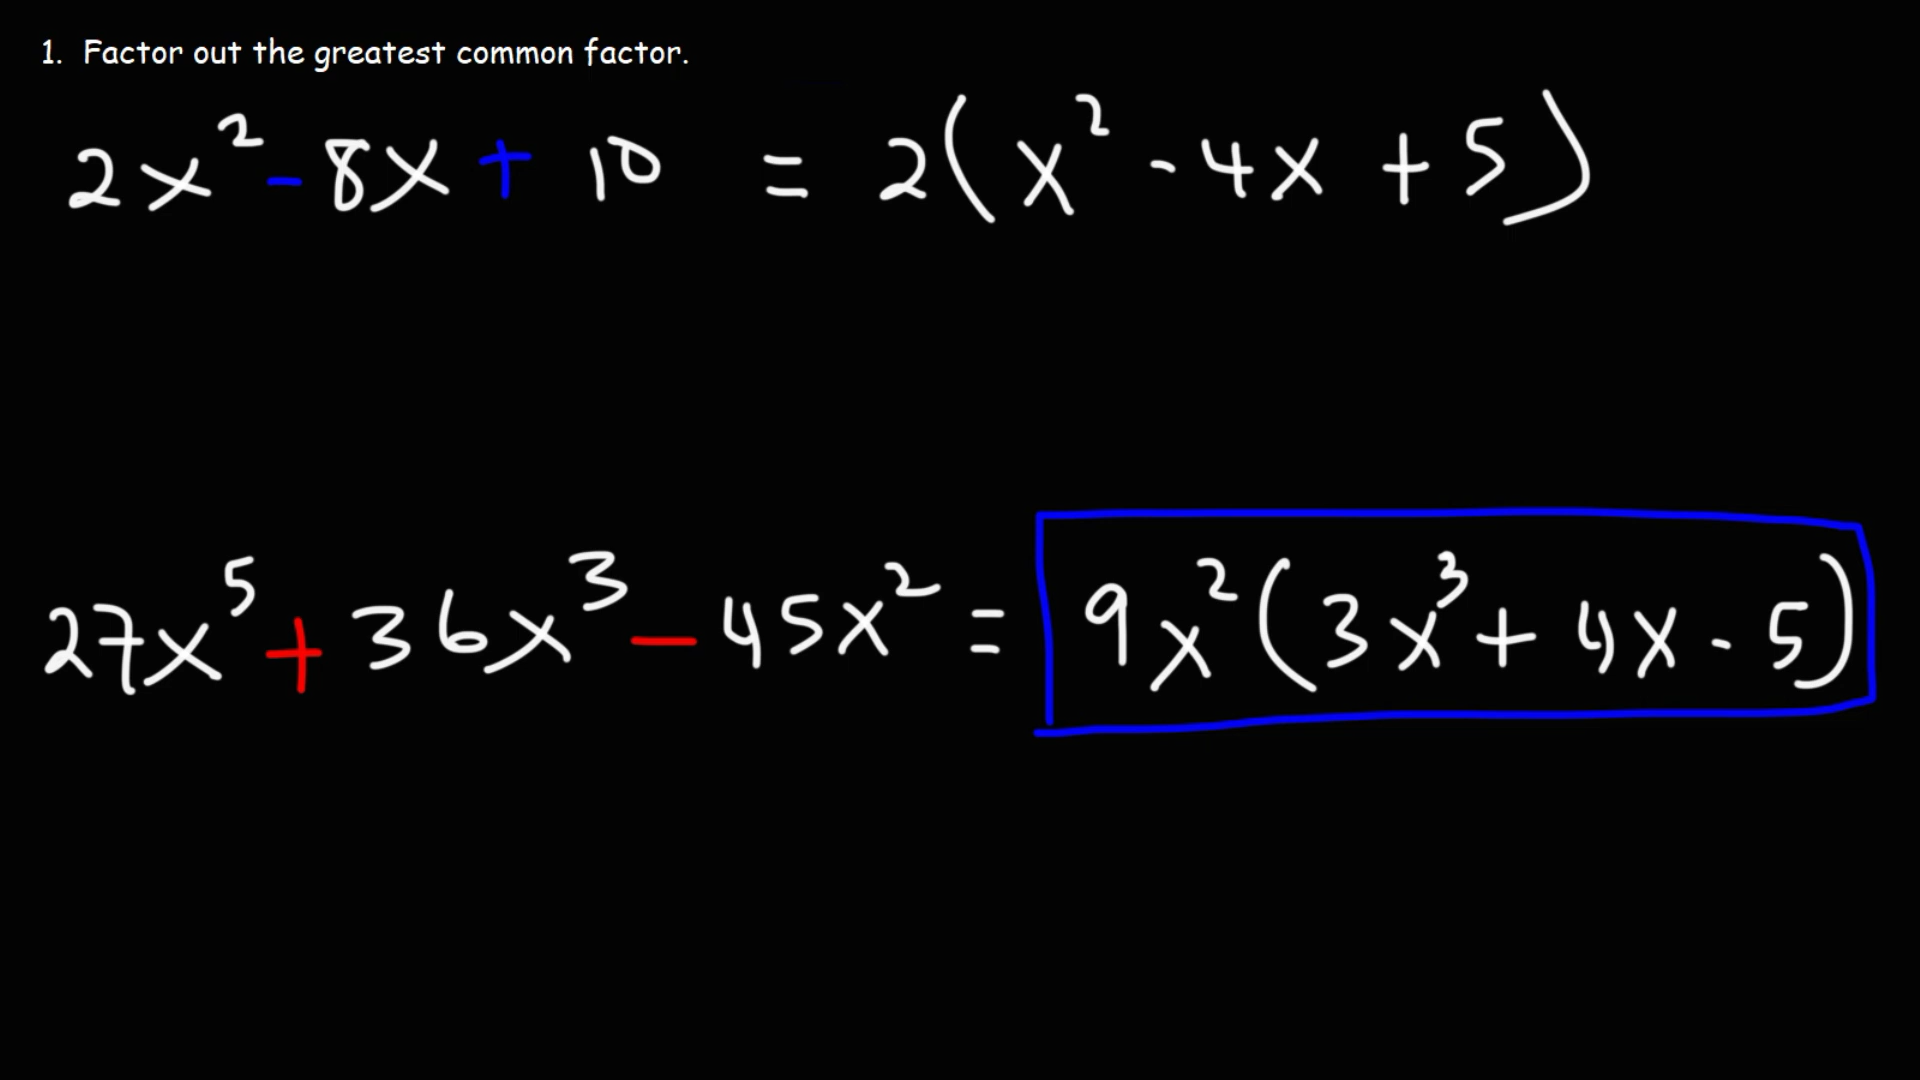 1. Factor out the greatest common factor.
2x² - 8x + 10 = 2(x² - 4x + 5)
27x⁵ + 36x³ - 45x² = 9x²(3x³ + 4x - 5)